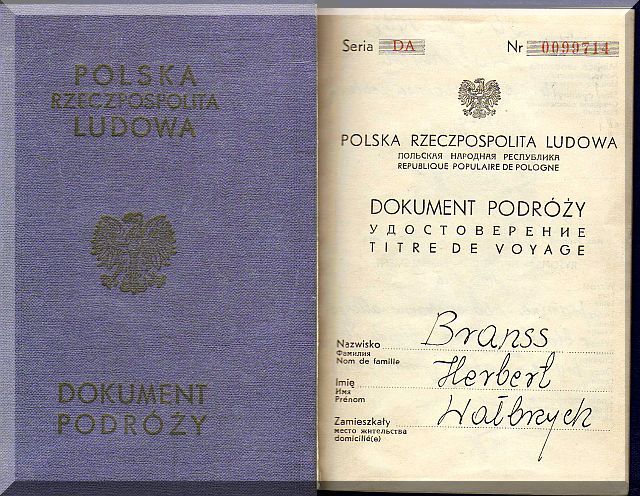 POLSKA
RZECZPOSPOLITA
LUDOWA
DOKUMENT
PODRÓŻY
Seria DA Nr 0099714
POLSKA RZECZPOSPOLITA LUDOWA
ПОЛЬСКАЯ НАРОДНАЯ РЕСПУБЛИКА
REPUBLIQUE POPULAIRE DE POLOGNE
DOKUMENT PODRÓŻY
УДОСТОВЕРЕНИЕ
TITRE DE VOYAGE
Nazwisko Branss
Фамилия
Nom de famille
Imię Herbert
Имя
Prénom
Zamieszkały Wałbrzych
место жительства
domicilié(e)